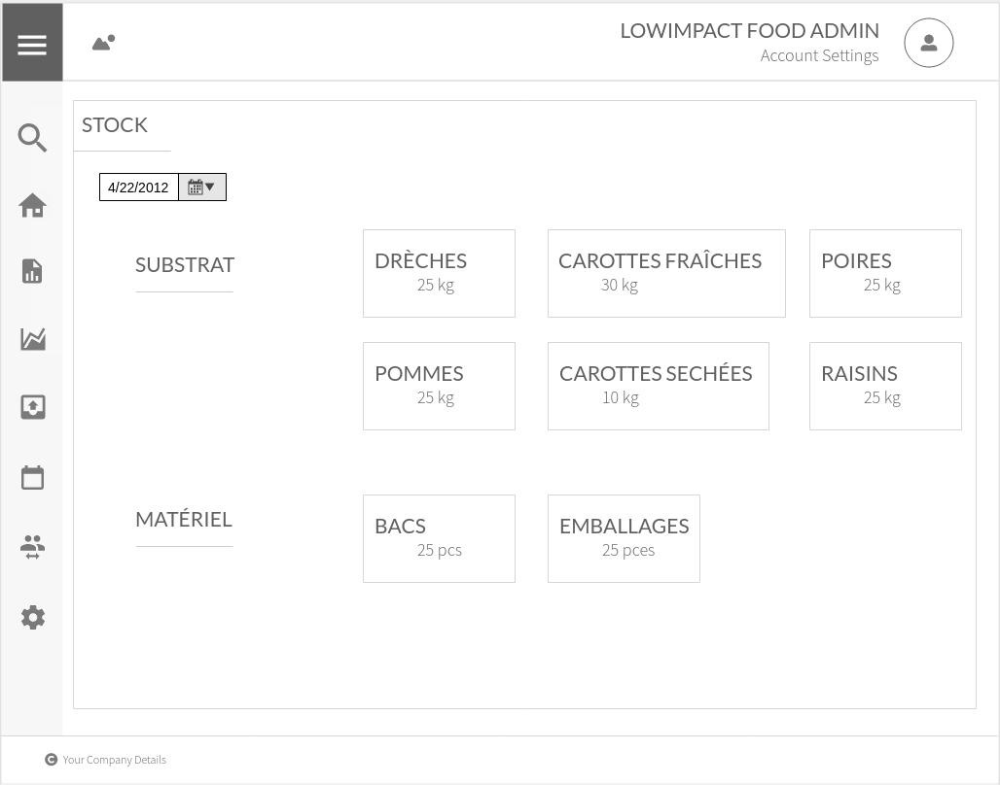 LOWIMPACT FOOD ADMIN
Account Settings
STOCK
4/22/2012
SUBSTRAT
DRÈCHES
25 kg
CAROTTES FRAÎCHES
30 kg
POIRES
25 kg
POMMES
25 kg
CAROTTES SECHÉES
10 kg
RAISINS
25 kg
MATÉRIEL
BACS
25 pcs
EMBALLAGES
25 pces
Your Company Details